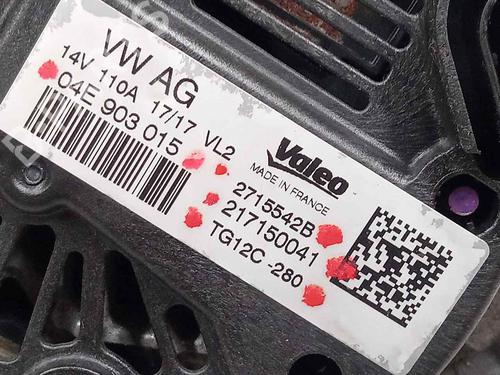 VW AG
14V 110A 17/17 VL2
04E 903 015
Valeo
MADE IN FRANCE
2715542B
217150041
TG12C-280